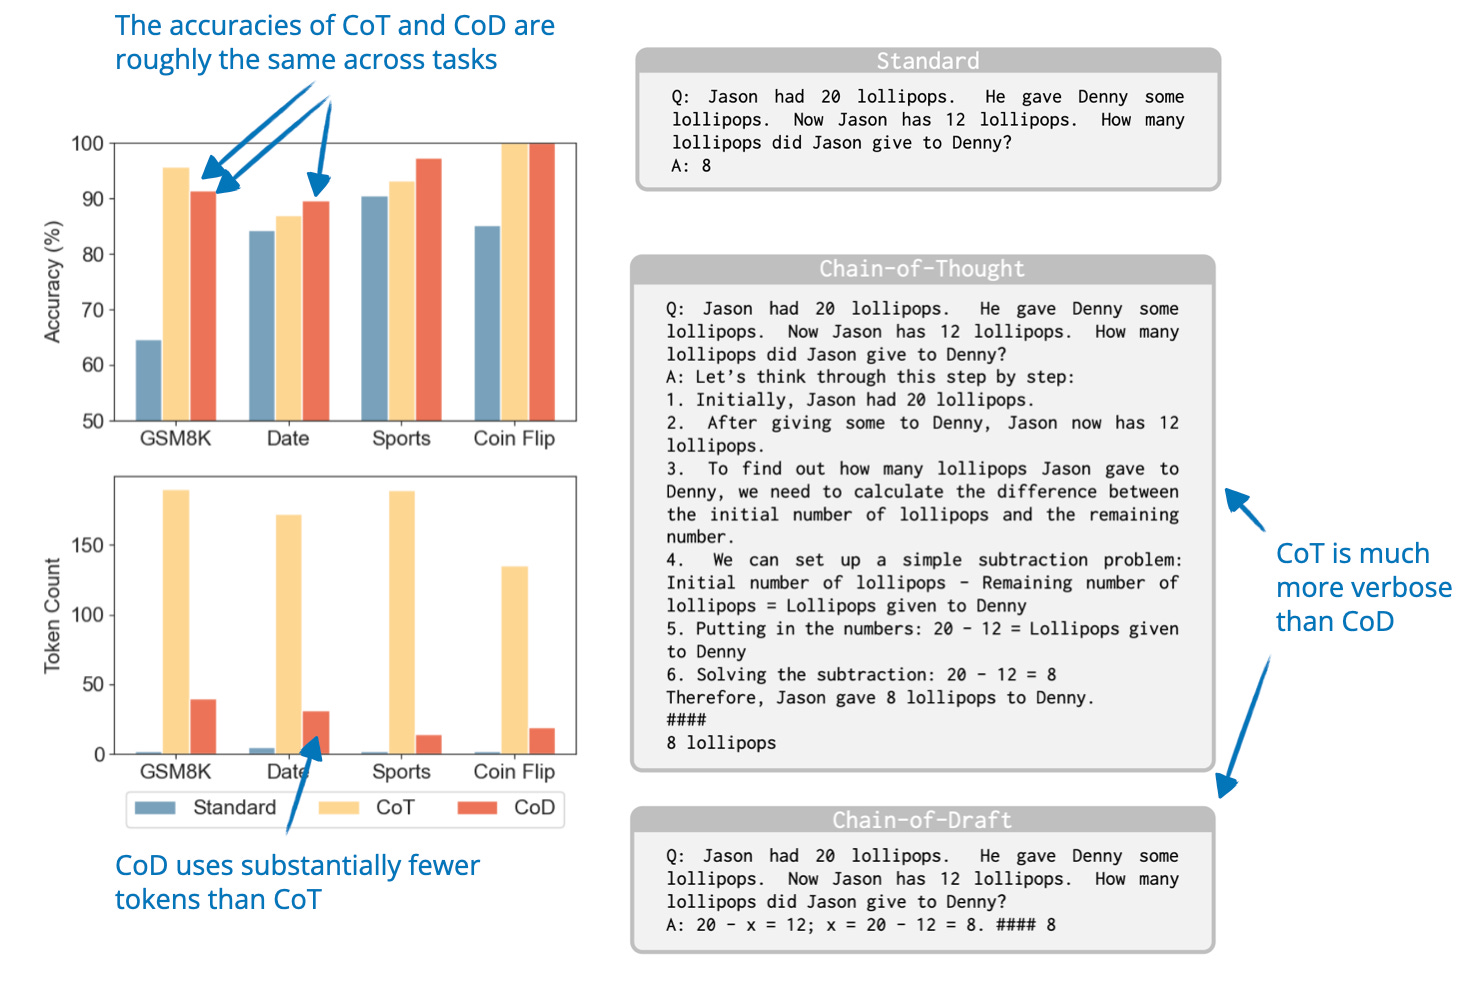 The accuracies of CoT and CoD are
roughly the same across tasks
100
90
80
70
60
50
Accuracy (%)
GSM8K Date Sports Coin Flip
150
100
50
0
Token Count
GSM8K Date Sports Coin Flip
Standard CoT CoD
CoD uses substantially fewer
tokens than CoT
Standard
Q: Jason had 20 lollipops. He gave Denny some
lollipops. Now Jason has 12 lollipops. How many
lollipops did Jason give to Denny?
A: 8
Chain-of-Thought
Q: Jason had 20 lollipops. He gave Denny some
lollipops. Now Jason has 12 lollipops. How many
lollipops did Jason give to Denny?
A: Let's think through this step by step:
1. Initially, Jason had 20 lollipops.
2. After giving some to Denny, Jason now has 12
lollipops.
3. To find out how many lollipops Jason gave to
Denny, we need to calculate the difference between
the initial number of lollipops and the remaining
number.
4. We can set up a simple subtraction problem:
Initial number of lollipops - Remaining number of
lollipops = Lollipops given to Denny
5. Putting in the numbers: 20 - 12 = Lollipops given
to Denny
6. Solving the subtraction: 20 - 12 = 8
Therefore, Jason gave 8 lollipops to Denny.
####
8 lollipops
CoT is much
more verbose
than CoD
Chain-of-Draft
Q: Jason had 20 lollipops. He gave Denny some
lollipops. Now Jason has 12 lollipops. How many
lollipops did Jason give to Denny?
A: 20 - x = 12; x = 20 - 12 = 8. #### 8